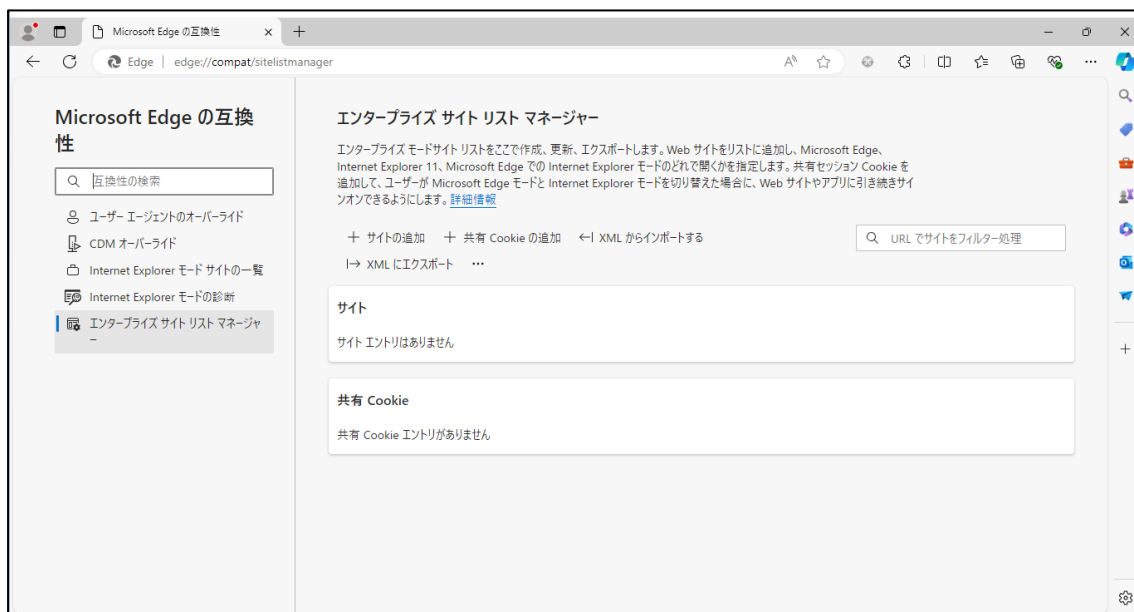 Microsoft Edge の互換性
Edge
edge://compat/sitelistmanager
Microsoft Edge の互換
性
互換性の検索
ユーザー エージェントのオーバーライド
CDM オーバーライド
Internet Explorer モード サイトの一覧
Internet Explorer モードの診断
エンタープライズ サイト リスト マネージャ
ー
エンタープライズ サイト リスト マネージャー
エンタープライズ モードサイト リストをここで作成、更新、エクスポートします。Web サイトをリストに追加し、Microsoft Edge、
Internet Explorer 11、Microsoft Edge での Internet Explorer モードのどれで開くかを指定します。共有セッション Cookie を
追加して、ユーザーが Microsoft Edge モードと Internet Explorer モードを切り替えた場合に、Web サイトやアプリに引き続きサイ
ンオンできるようにします。詳細情報
サイトの追加
共有 Cookie の追加
XML からインポートする
URL でサイトをフィルター処理
XML にエクスポート
サイト
サイト エントリはありません
共有 Cookie
共有 Cookie エントリがありません